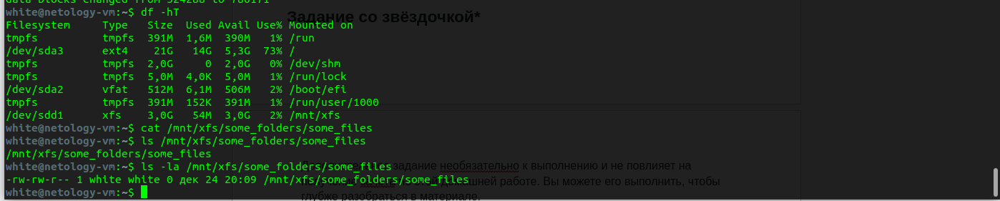 data blocks changed from 524288 to 786171
white@netology-vm:~$ df -hT
Задание со звёздочкой*
Filesystem     Type   Size  Used Avail Use% Mounted on
tmpfs          tmpfs  391M  1,6M  390M   1% /run
/dev/sda3      ext4    21G   14G  5,3G  73% /
tmpfs          tmpfs  2,0G     0  2,0G   0% /dev/shm
tmpfs          tmpfs  5,0M  4,0K  5,0M   1% /run/lock
/dev/sda2      vfat   512M  6,1M  506M   2% /boot/efi
tmpfs          tmpfs  391M  152K  391M   1% /run/user/1000
/dev/sdd1      xfs    3,0G   54M  3,0G   2% /mnt/xfs
white@netology-vm:~$ cat /mnt/xfs/some_folders/some_files
white@netology-vm:~$ ls /mnt/xfs/some_folders/some_files
/mnt/xfs/some_folders/some_files
white@netology-vm:~$ ls -la /mnt/xfs/some_folders/some_files
задание необязательно к выполнению и не повлияет на
-rw-rw-r-- 1 white white 0 дек 24 20:09 /mnt/xfs/some_folders/some_files
домашней работе. Вы можете его выполнить, чтобы
white@netology-vm:~$
глубже разобраться в материале.